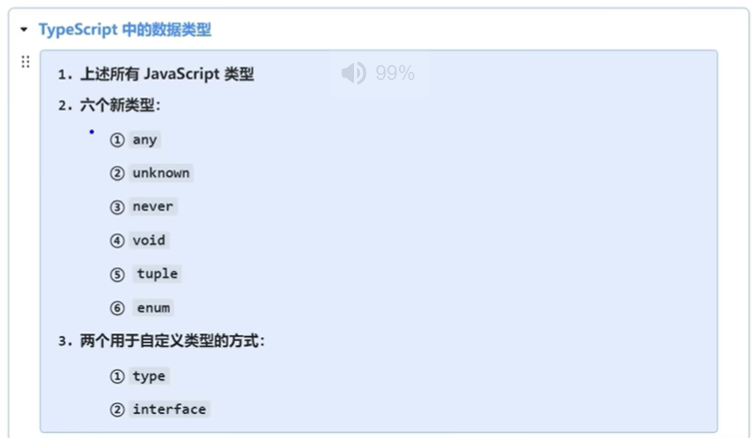 TypeScript 中的数据类型
1. 上述所有 JavaScript 类型
99%
2. 六个新类型：
① any
② unknown
③ never
④ void
⑤ tuple
⑥ enum
3. 两个用于自定义类型的方式：
① type
② interface